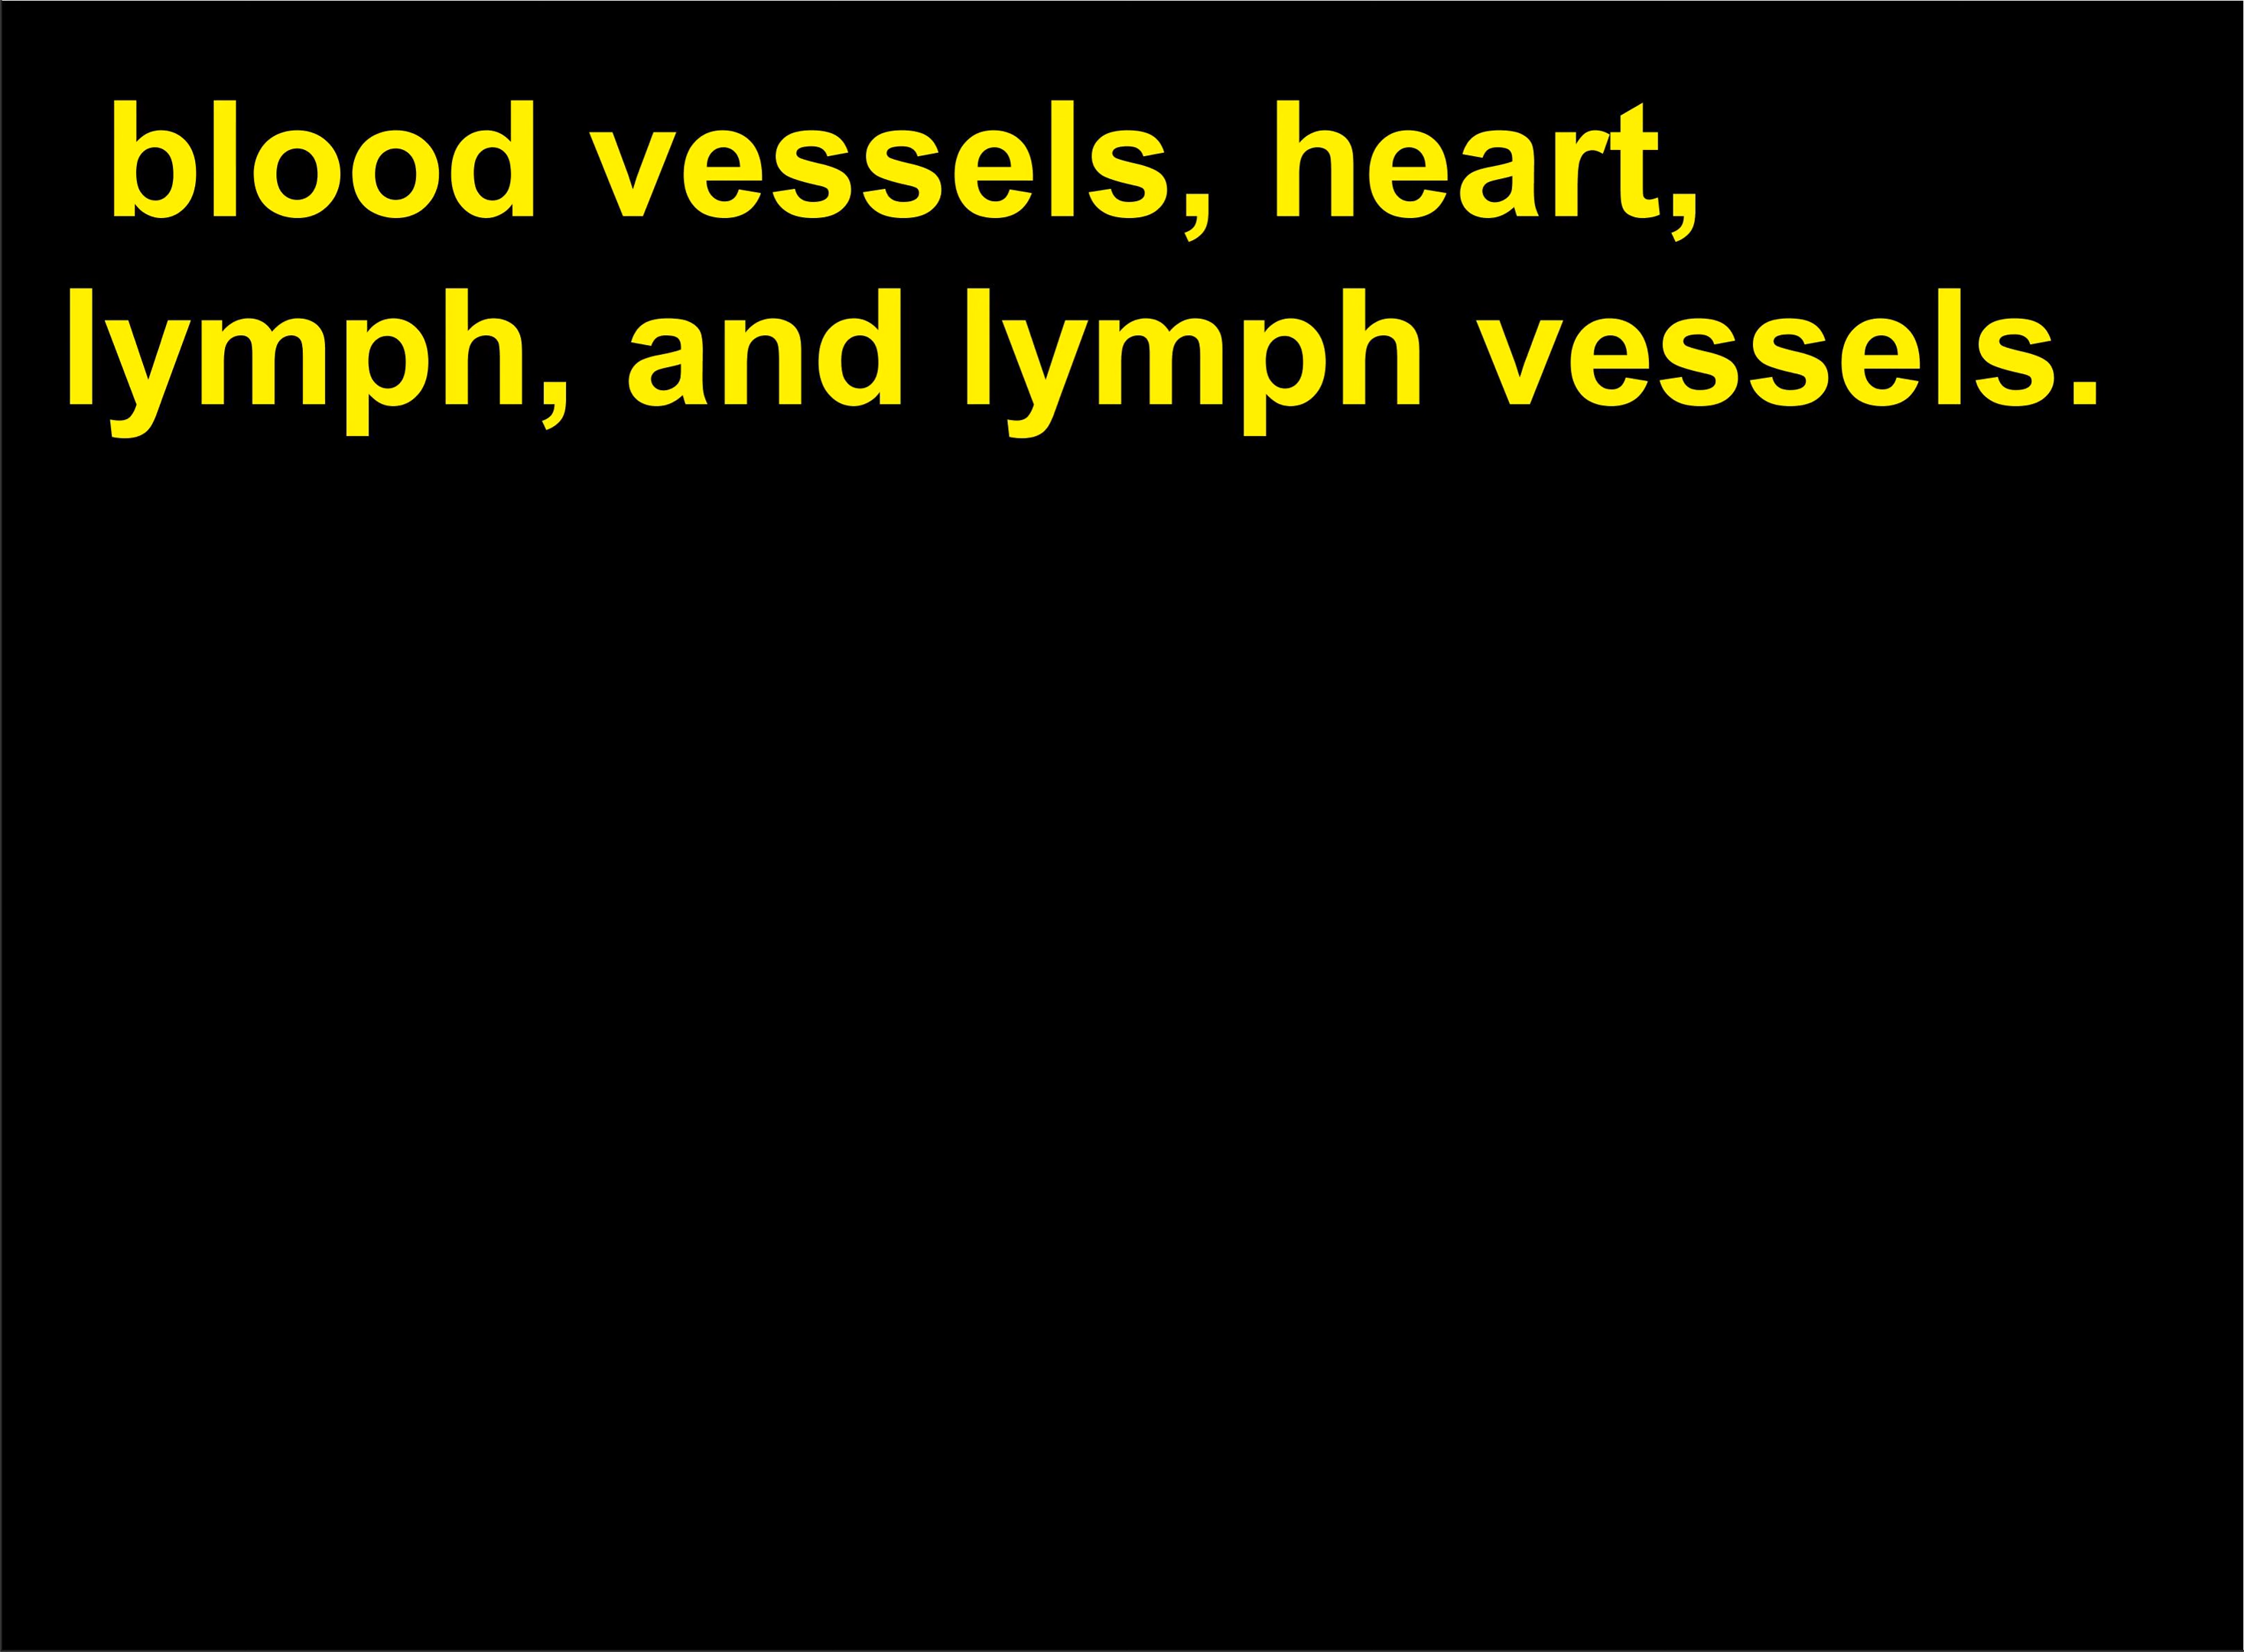 blood vessels, heart,
lymph, and lymph vessels.